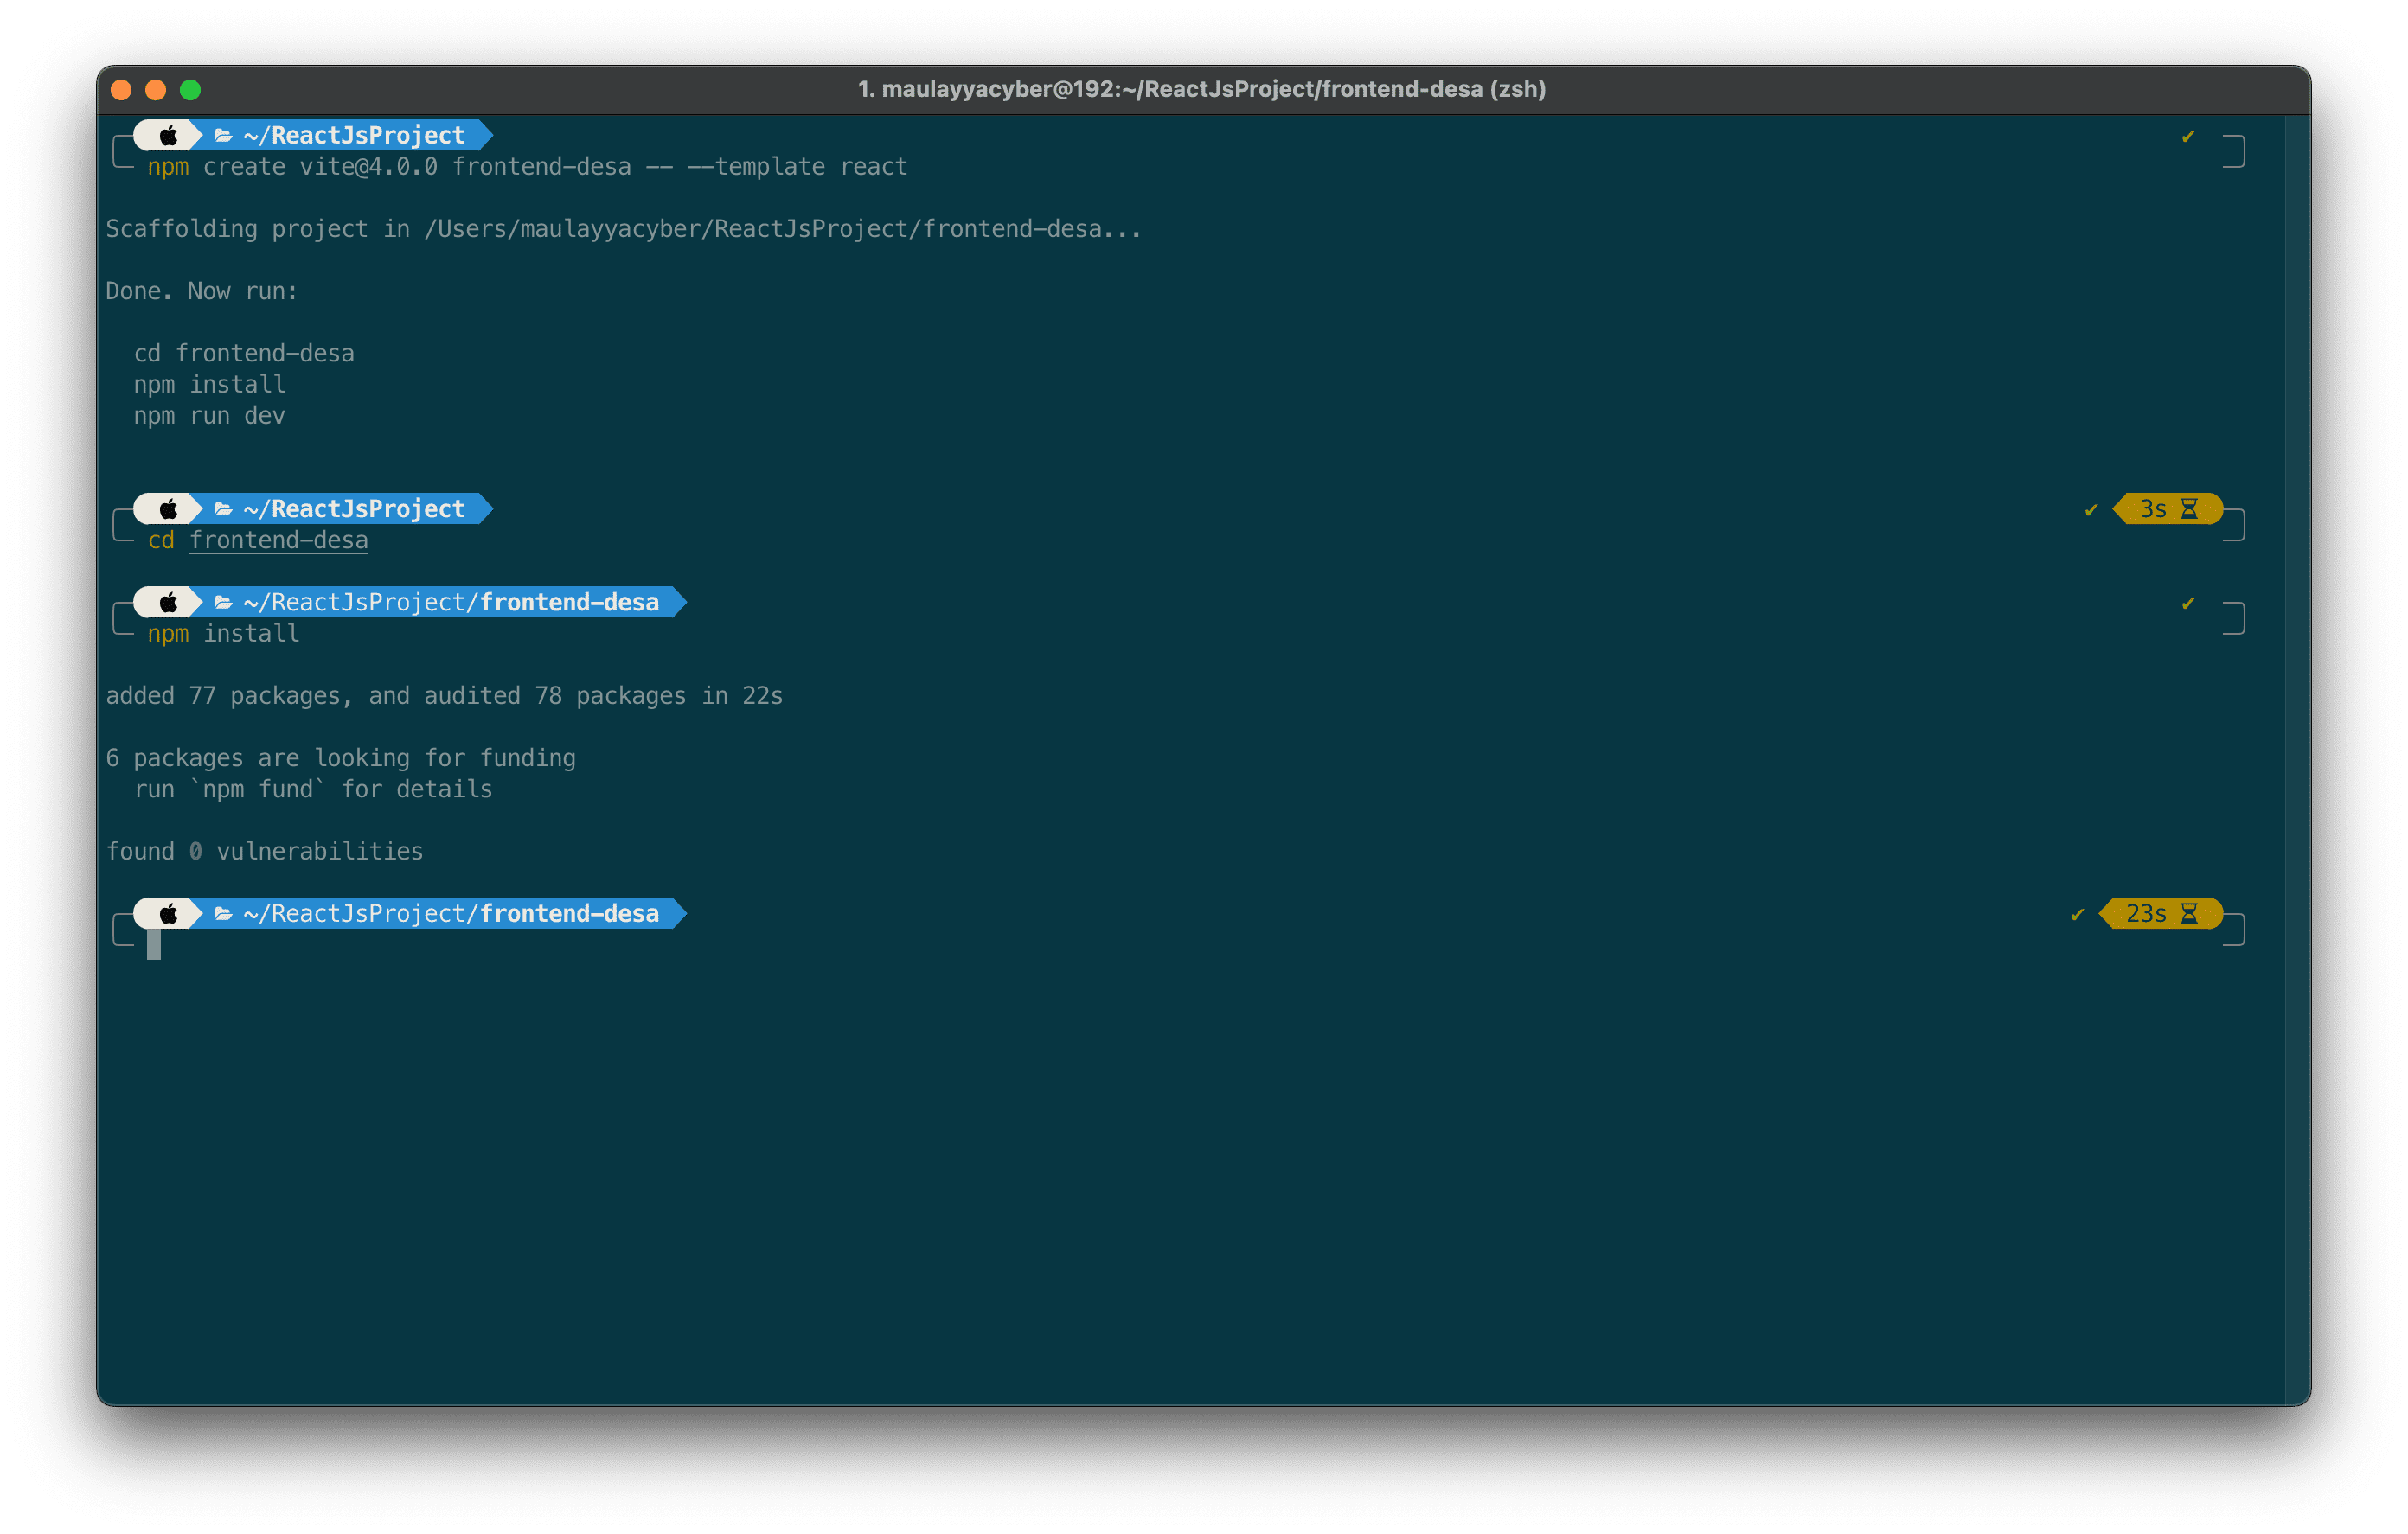 1. maulayyacyber@192:~/ReactJsProject/frontend-desa (zsh)
~/ReactJsProject ✔
npm create vite@4.0.0 frontend-desa -- --template react
Scaffolding project in /Users/maulayyacyber/ReactJsProject/frontend-desa...
Done. Now run:
cd frontend-desa
npm install
npm run dev
~/ReactJsProject ✔ 3s
cd frontend-desa
~/ReactJsProject/frontend-desa ✔
npm install
added 77 packages, and audited 78 packages in 22s
6 packages are looking for funding
run `npm fund` for details
found 0 vulnerabilities
~/ReactJsProject/frontend-desa ✔ 23s